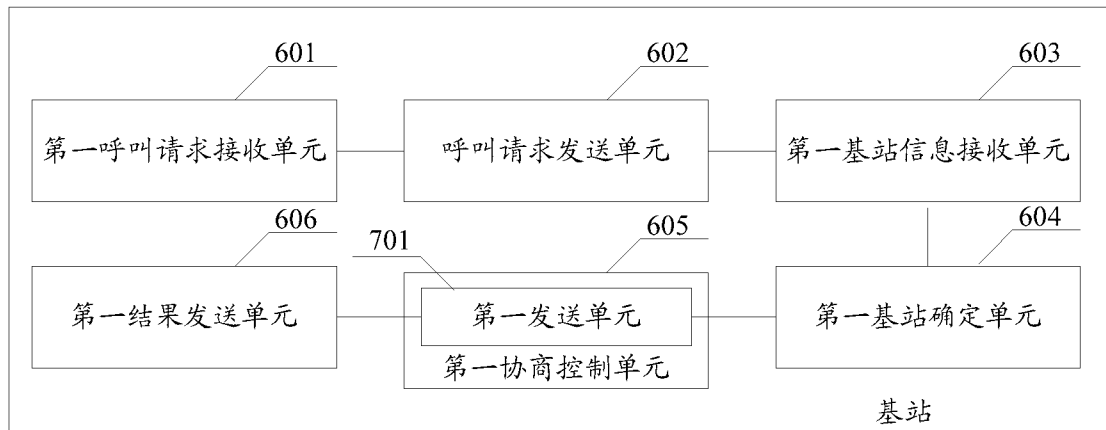 601
602
603
第一呼叫请求接收单元
呼叫请求发送单元
第一基站信息接收单元
606
701
605
604
第一结果发送单元
第一发送单元
第一基站确定单元
第一协商控制单元
基站